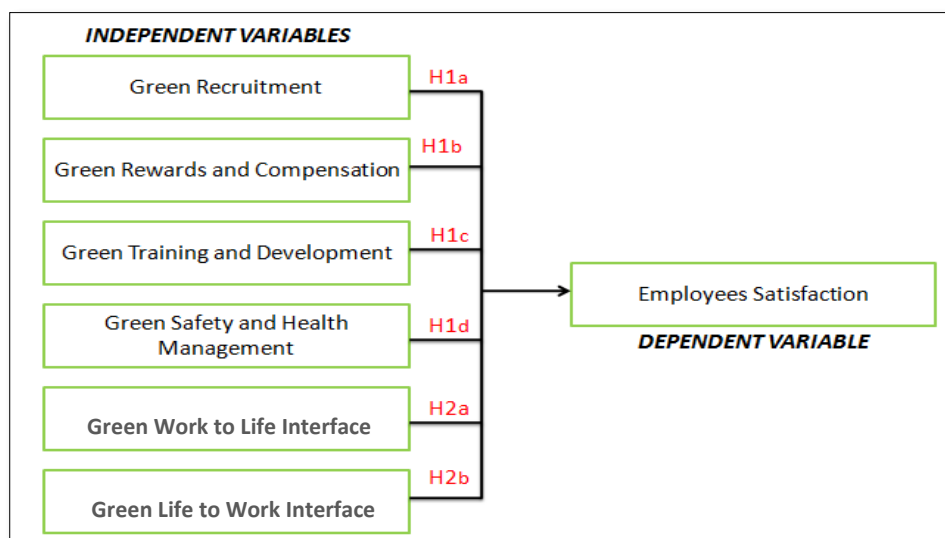 INDEPENDENT VARIABLES
Green Recruitment
H1a
Green Rewards and Compensation
H1b
Green Training and Development
H1c
Green Safety and Health
Management
H1d
Green Work to Life Interface
H2a
Green Life to Work Interface
H2b
Employees Satisfaction
DEPENDENT VARIABLE